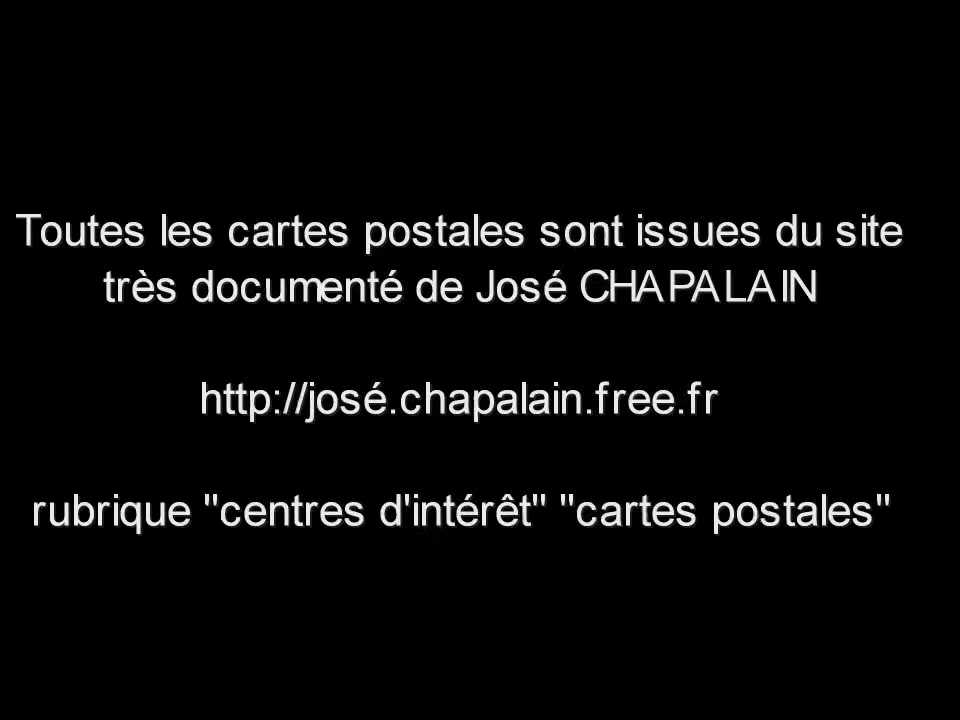 Toutes les cartes postales sont issues du site
très documenté de José CHAPALAIN
http://josé.chapalain.free.fr
rubrique "centres d'intérêt" "cartes postales"